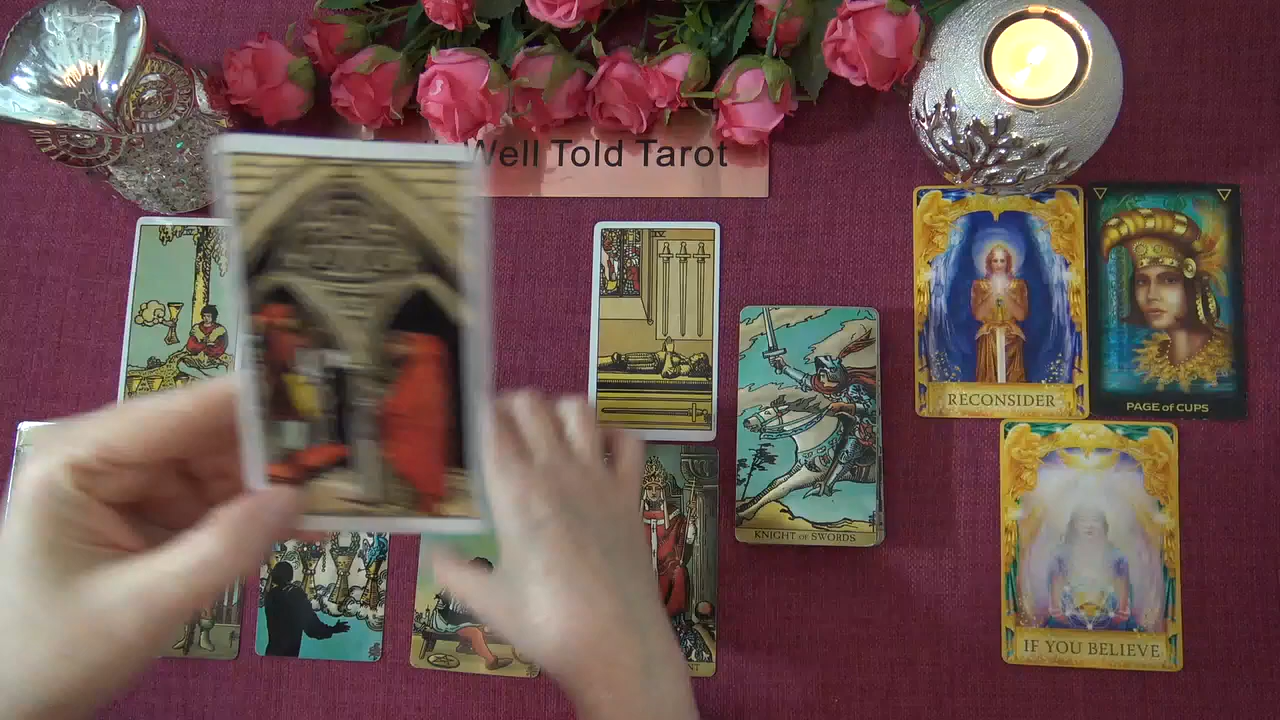 Well Told Tarot
RECONSIDER
PAGE of CUPS
KNIGHT of SWORDS
IF YOU BELIEVE